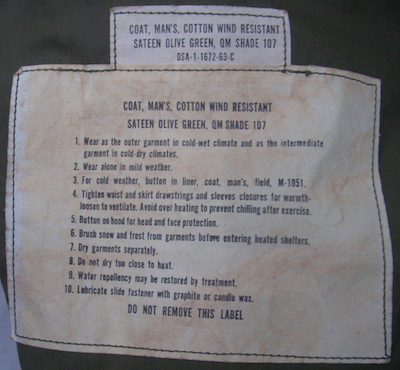 COAT, MAN'S, COTTON WIND RESISTANT
SATEEN OLIVE GREEN, QM SHADE 107
DSA-1-1672-63-C
COAT, MAN'S, COTTON WIND RESISTANT
SATEEN OLIVE GREEN, QM SHADE 107
1. Wear as the outer garment in cold-wet climate and as the intermediate
garment in cold-dry climates.
2. Wear alone in mild weather.
3. For cold weather, button in liner, coat, man's, field, M-1951.
4. Tighten waist and skirt drawstrings and sleeves closures for warmth-
loosen to ventilate. Avoid over heating to prevent chilling after exercise.
5. Button on hood for head and face protection.
6. Brush snow and frost from garments before entering heated shelters.
7. Dry garments separately.
8. Do not dry too close to heat.
9. Water repellency may be restored by treatment.
10. Lubricate slide fastener with graphite or candle wax.
DO NOT REMOVE THIS LABEL